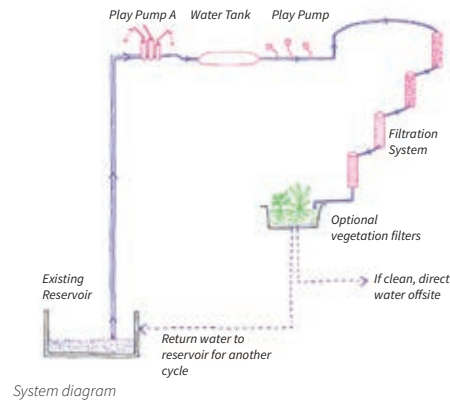 Play Pump A
Water Tank
Play Pump
Filtration
System
Optional
vegetation filters
If clean, direct
water offsite
Existing
Reservoir
Return water to
reservoir for another
cycle
System diagram